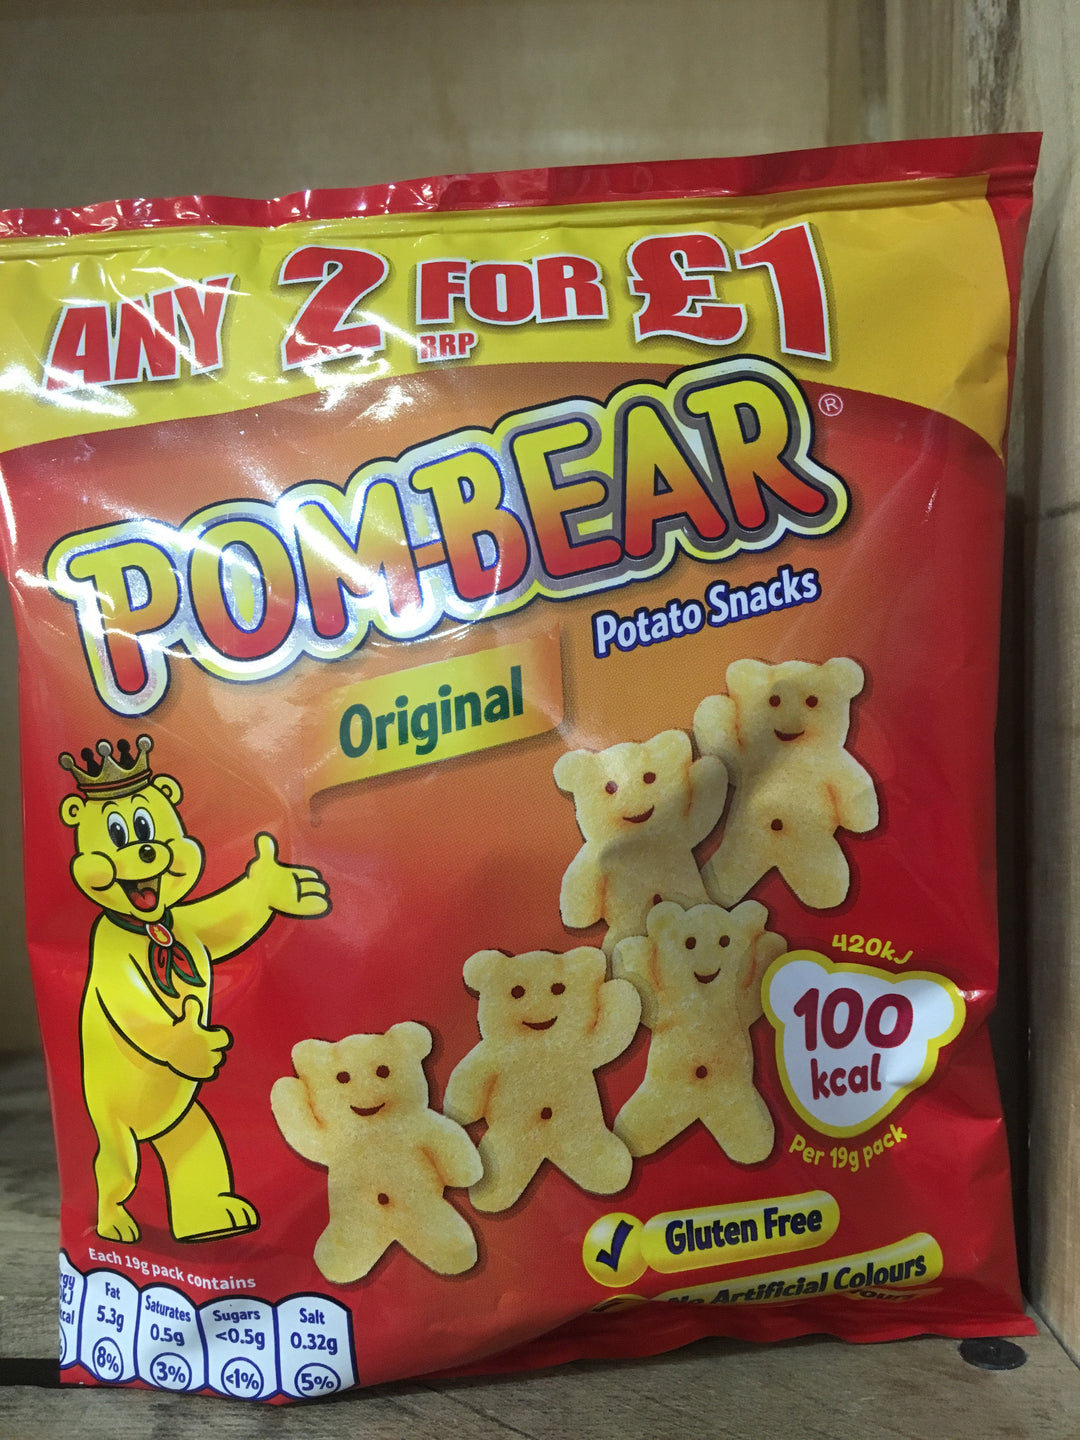 ANY 2 FOR £1
RRP
POM-BEAR®
Potato Snacks
Original
420kJ
100
kcal
Per 19g pack
Gluten Free
Artificial Colours
Each 19g pack contains
Fat
5.3g
8%
Saturates
0.5g
3%
Sugars
<0.5g
<1%
Salt
0.32g
5%